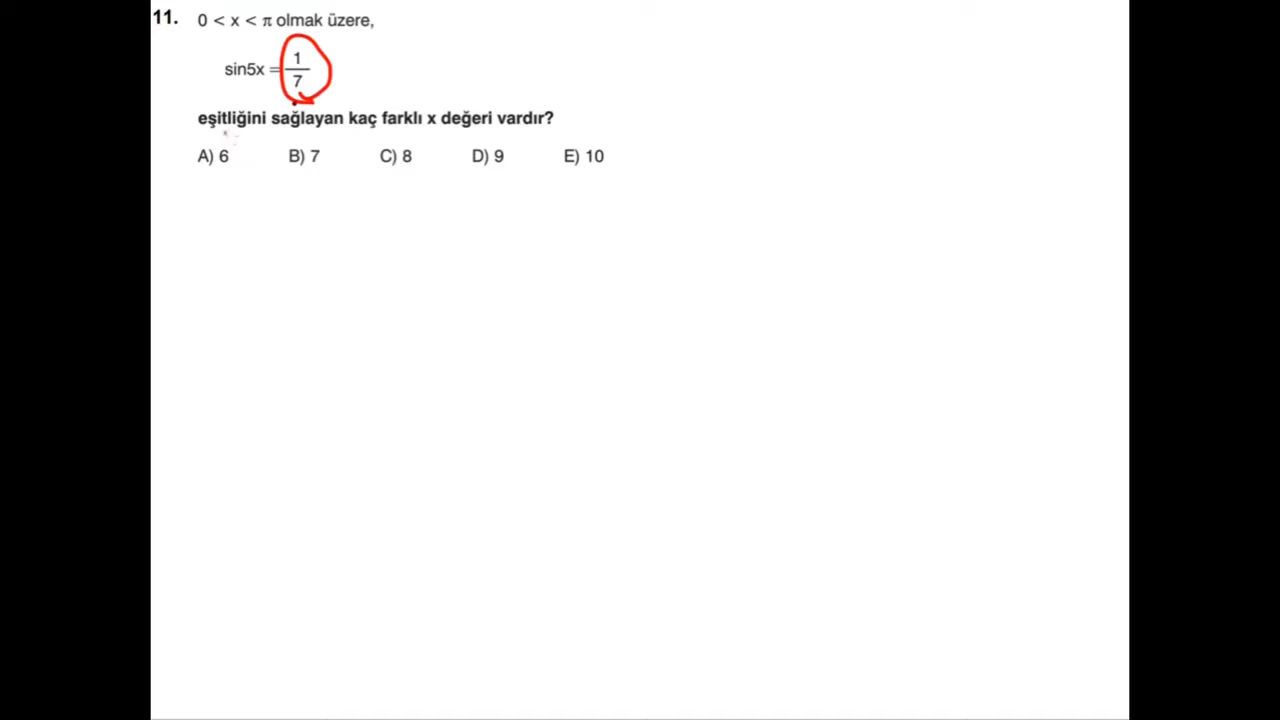 11. 0 < x < π olmak üzere,
sin5x = 1/7
eşitliğini sağlayan kaç farklı x değeri vardır?
A) 6 B) 7 C) 8 D) 9 E) 10